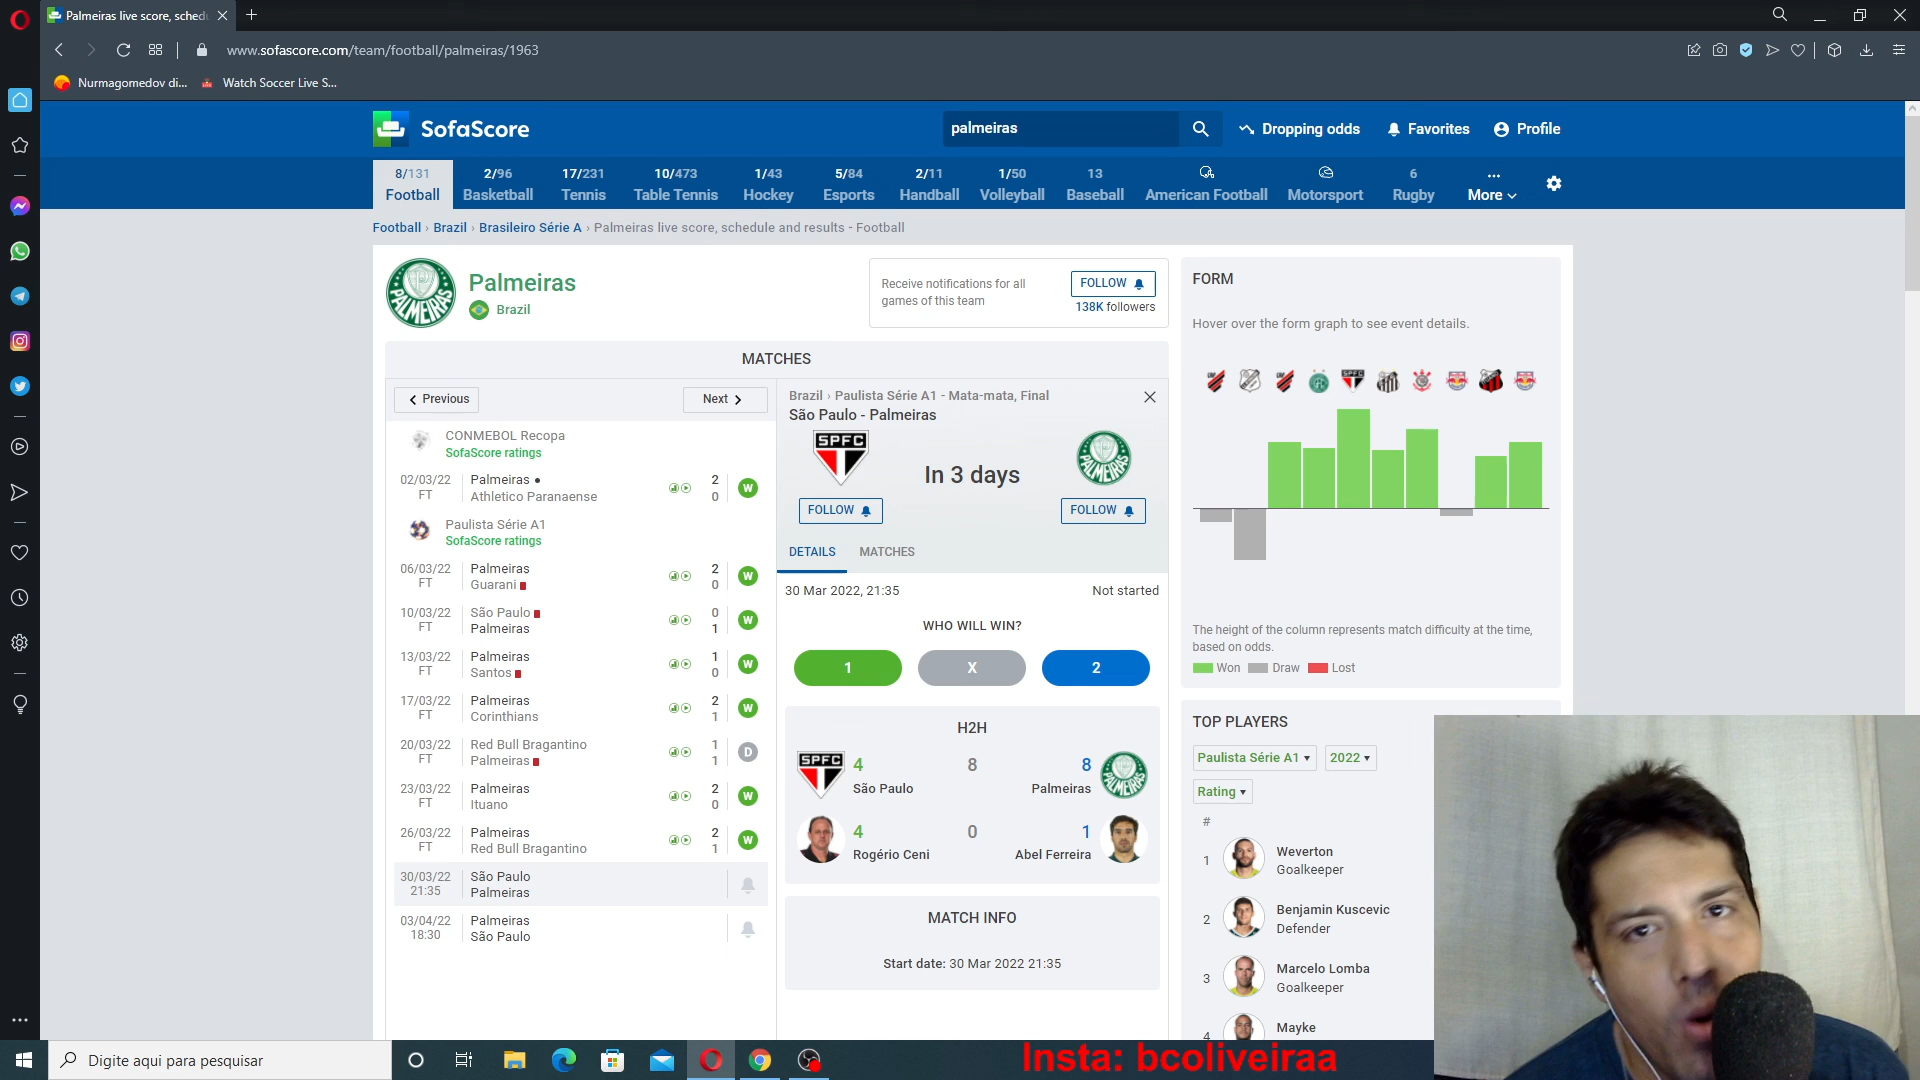 Palmeiras live score, sched
www.sofascore.com/team/football/palmeiras/1963
Nurmagomedov di...
Watch Soccer Live S...
SofaScore
palmeiras
Dropping odds
Favorites
Profile
8/131
Football
2/96
Basketball
17/231
Tennis
10/473
Table Tennis
1/43
Hockey
5/84
Esports
2/11
Handball
1/50
Volleyball
13
Baseball
American Football
Motorsport
6
Rugby
...
More
Football › Brazil › Brasileiro Série A › Palmeiras live score, schedule and results - Football
PALMEIRAS
Palmeiras
Brazil
Receive notifications for all
games of this team
FOLLOW
138K followers
MATCHES
Previous
Next
CONMEBOL Recopa
SofaScore ratings
02/03/22 Palmeiras 2
FT Athletico Paranaense 0
W
Paulista Série A1
SofaScore ratings
06/03/22 Palmeiras 2
FT Guarani 0
W
10/03/22 São Paulo 0
FT Palmeiras 1
W
13/03/22 Palmeiras 1
FT Santos 0
W
17/03/22 Palmeiras 2
FT Corinthians 1
W
20/03/22 Red Bull Bragantino 1
FT Palmeiras 1
D
23/03/22 Palmeiras 2
FT Ituano 0
W
26/03/22 Palmeiras 2
FT Red Bull Bragantino 1
W
30/03/22 São Paulo
21:35 Palmeiras
03/04/22 Palmeiras
18:30 São Paulo
Brazil › Paulista Série A1 - Mata-mata, Final
São Paulo - Palmeiras
SPFC
In 3 days
PALMEIRAS
FOLLOW
FOLLOW
DETAILS
MATCHES
30 Mar 2022, 21:35
Not started
WHO WILL WIN?
1
X
2
H2H
SPFC
4 8 8
São Paulo Palmeiras
4 0 1
Rogério Ceni Abel Ferreira
MATCH INFO
Start date: 30 Mar 2022 21:35
FORM
Hover over the form graph to see event details.
SPFC
The height of the column represents match difficulty at the time,
based on odds.
Won
Draw
Lost
TOP PLAYERS
Paulista Série A1
2022
Rating
#
1 Weverton
Goalkeeper
2 Benjamin Kuscevic
Defender
3 Marcelo Lomba
Goalkeeper
4 Mayke
Digite aqui para pesquisar
Insta: bcoliveiraa